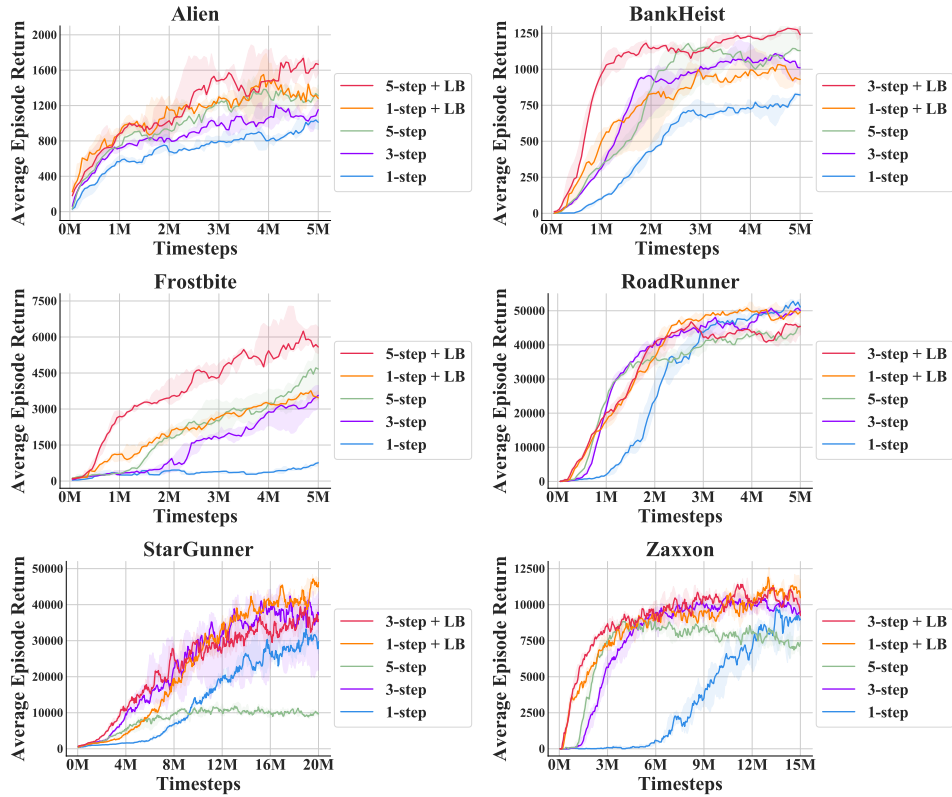 Alien
Average Episode Return
2000
1600
1200
800
400
0
0M 1M 2M 3M 4M 5M
Timesteps
5-step + LB
1-step + LB
5-step
3-step
1-step
BankHeist
Average Episode Return
1250
1000
750
500
250
0
0M 1M 2M 3M 4M 5M
Timesteps
3-step + LB
1-step + LB
5-step
3-step
1-step
Frostbite
Average Episode Return
7500
6000
4500
3000
1500
0
0M 1M 2M 3M 4M 5M
Timesteps
5-step + LB
1-step + LB
5-step
3-step
1-step
RoadRunner
Average Episode Return
50000
40000
30000
20000
10000
0
0M 1M 2M 3M 4M 5M
Timesteps
3-step + LB
1-step + LB
5-step
3-step
1-step
StarGunner
Average Episode Return
50000
40000
30000
20000
10000
0
0M 4M 8M 12M 16M 20M
Timesteps
3-step + LB
1-step + LB
5-step
3-step
1-step
Zaxxon
Average Episode Return
12500
10000
7500
5000
2500
0
0M 3M 6M 9M 12M 15M
Timesteps
3-step + LB
1-step + LB
5-step
3-step
1-step